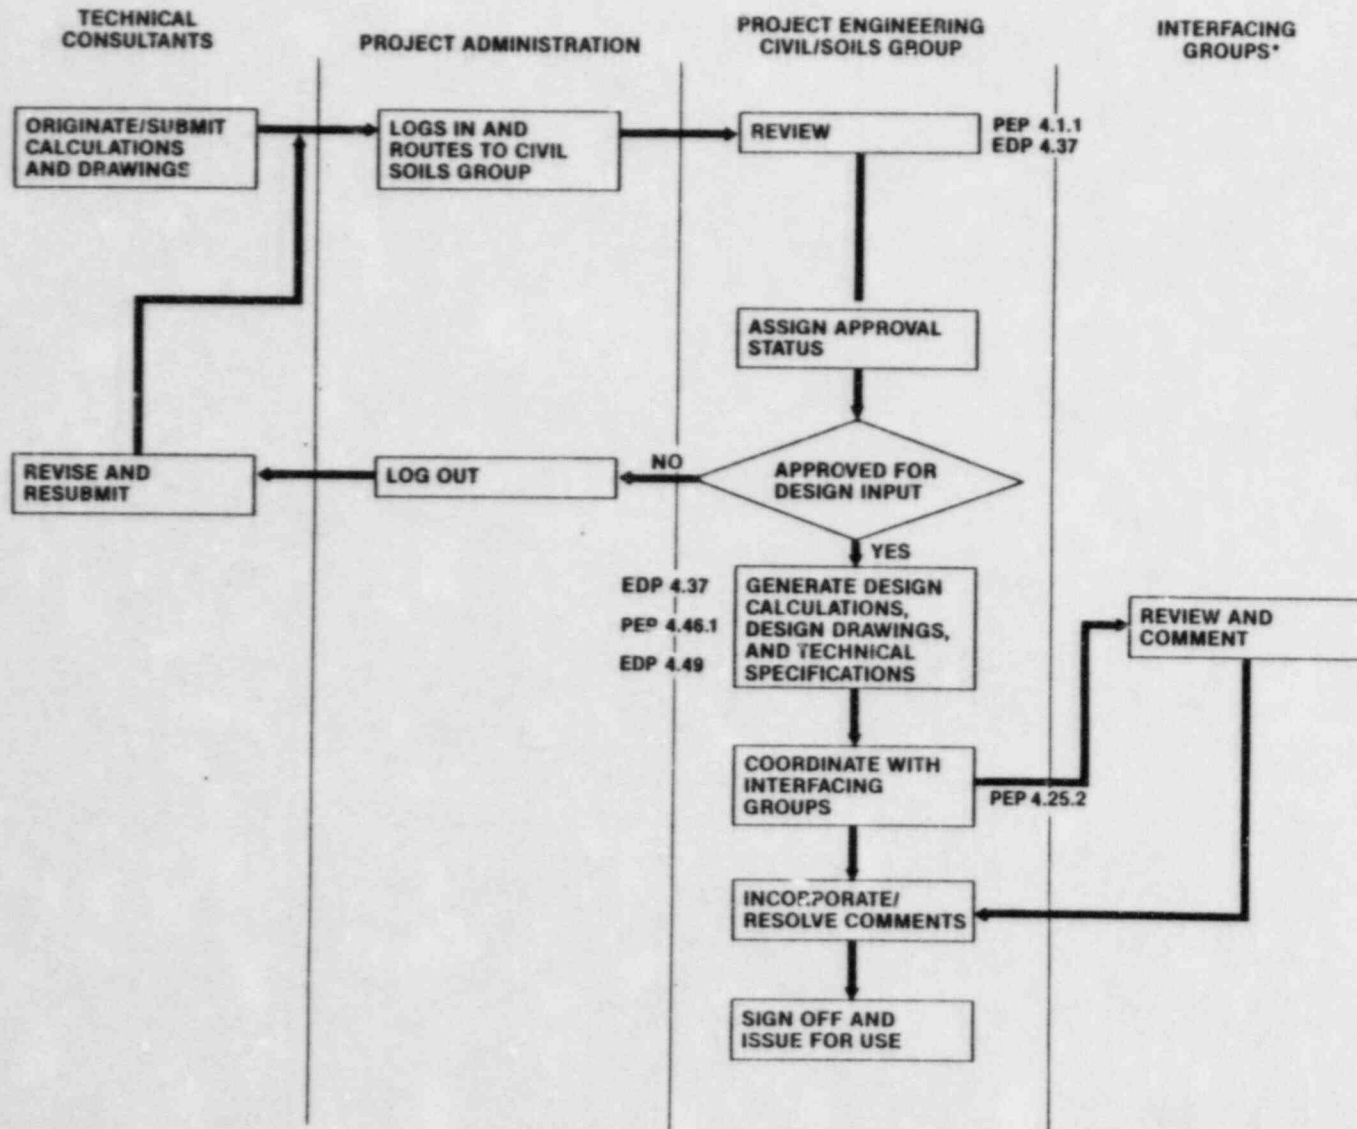 TECHNICAL
CONSULTANTS
PROJECT ADMINISTRATION
PROJECT ENGINEERING
CIVIL/SOILS GROUP
INTERFACING
GROUPS*
ORIGINATE/SUBMIT
CALCULATIONS
AND DRAWINGS
LOGS IN AND
ROUTES TO CIVIL
SOILS GROUP
REVIEW
PEP 4.1.1
EDP 4.37
ASSIGN APPROVAL
STATUS
REVISE AND
RESUBMIT
LOG OUT
NO
APPROVED FOR
DESIGN INPUT
YES
EDP 4.37
PEP 4.46.1
EDP 4.49
GENERATE DESIGN
CALCULATIONS,
DESIGN DRAWINGS,
AND TECHNICAL
SPECIFICATIONS
REVIEW AND
COMMENT
COORDINATE WITH
INTERFACING
GROUPS
PEP 4.25.2
INCORPORATE/
RESOLVE COMMENTS
SIGN OFF AND
ISSUE FOR USE